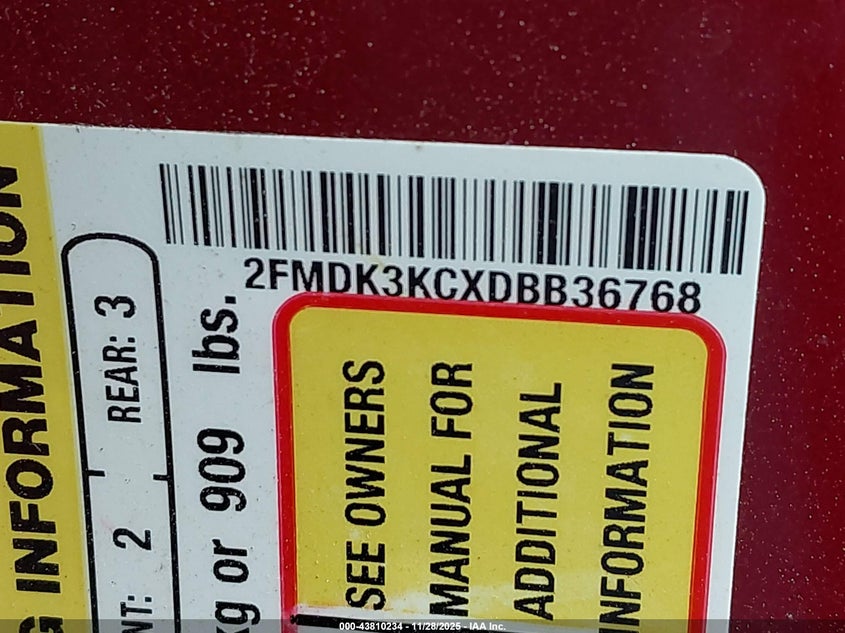 2FMDK3KCXDBB36768
G INFORMATION
NT: 2 REAR: 3
kg or 909 lbs.
SEE OWNERS
MANUAL FOR
ADDITIONAL
INFORMATION
000-43810234 - 11/28/2025 - IAA Inc.